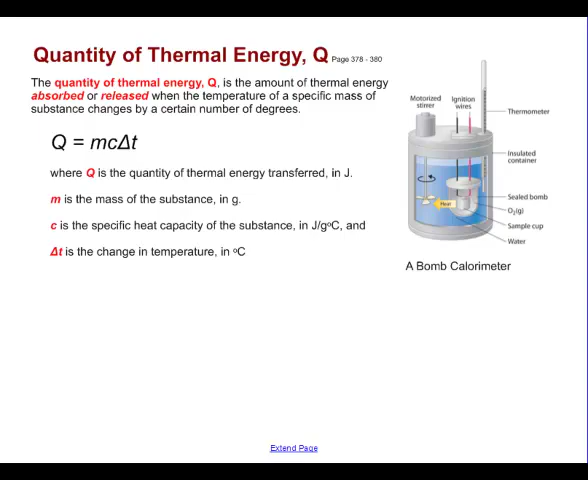 Quantity of Thermal Energy, Q Page 378 - 380
The quantity of thermal energy, Q, is the amount of thermal energy
absorbed or released when the temperature of a specific mass of
substance changes by a certain number of degrees.
Q = mcΔt
where Q is the quantity of thermal energy transferred, in J.
m is the mass of the substance, in g.
c is the specific heat capacity of the substance, in J/gºC, and
Δt is the change in temperature, in ºC
Motorized
stirrer
Ignition
wires
Thermometer
Insulated
container
Sealed bomb
O₂(g)
Sample cup
Water
Heat
A Bomb Calorimeter
Extend Page